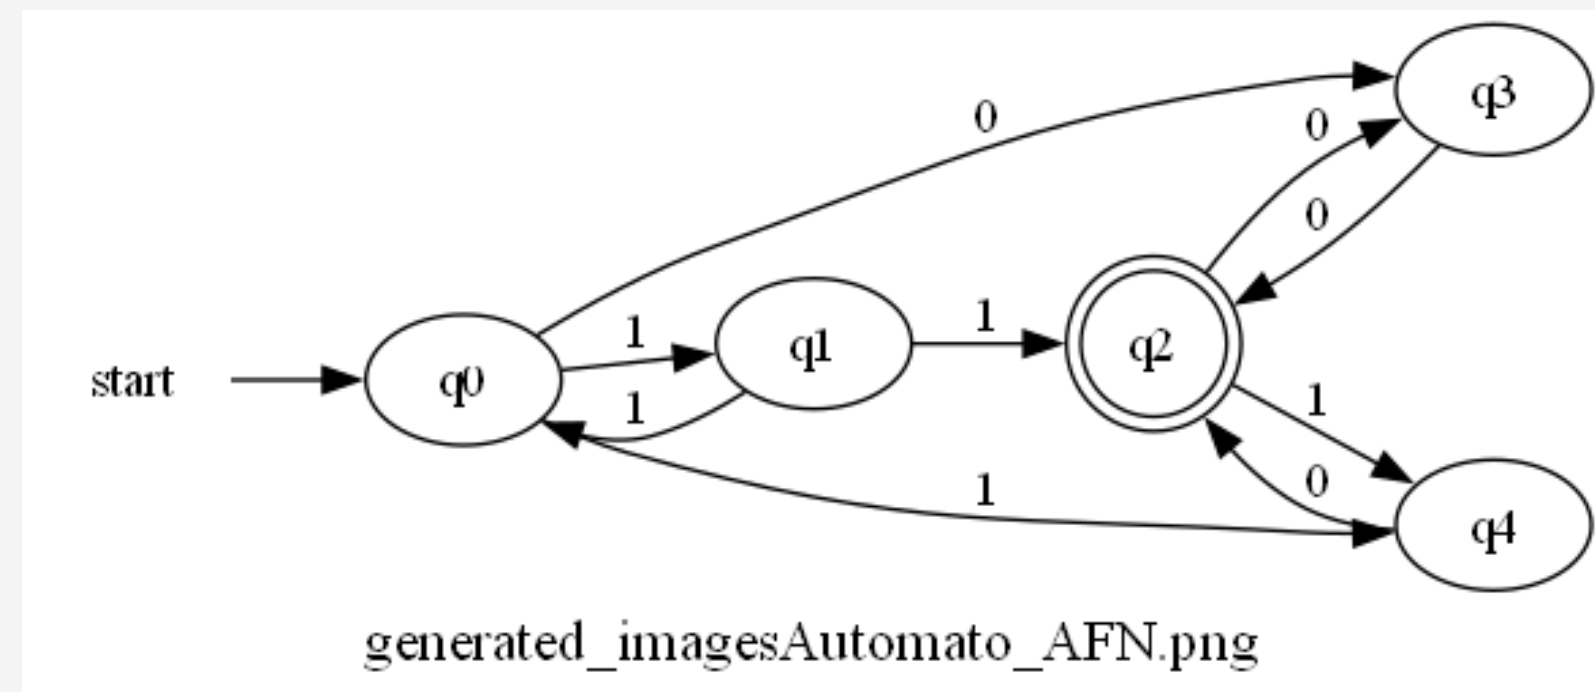 0
q3
0
0
1
1
q1
q2
start
q0
1
1
1
0
q4
generated_imagesAutomato_AFN.png